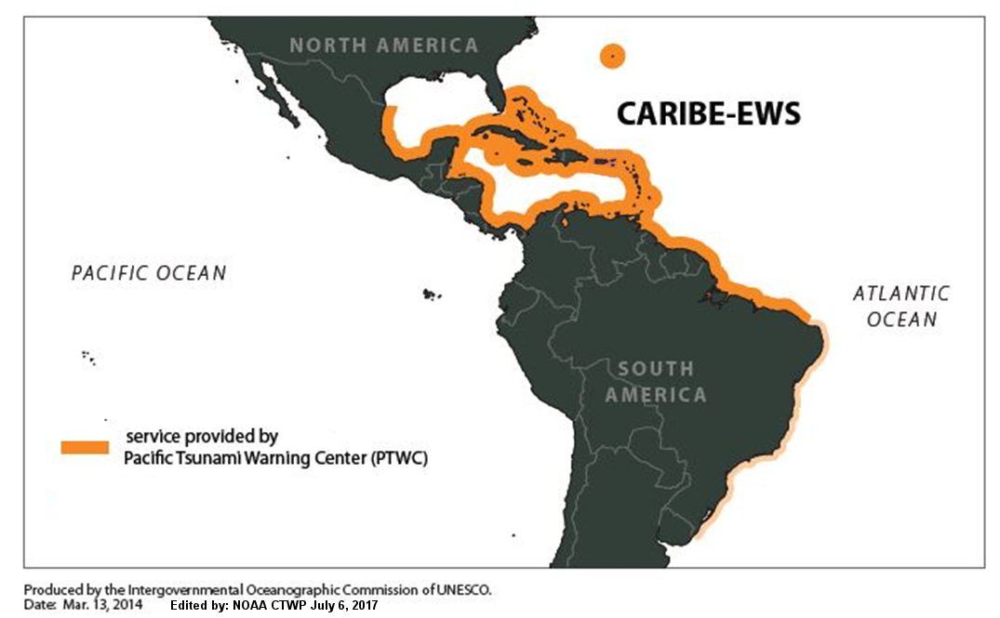 NORTH AMERICA
CARIBE-EWS
PACIFIC OCEAN
ATLANTIC
OCEAN
SOUTH
AMERICA
service provided by
Pacific Tsunami Warning Center (PTWC)
Produced by the Intergovernmental Oceanographic Commission of UNESCO.
Date: Mar. 13, 2014 Edited by: NOAA CTWP July 6, 2017